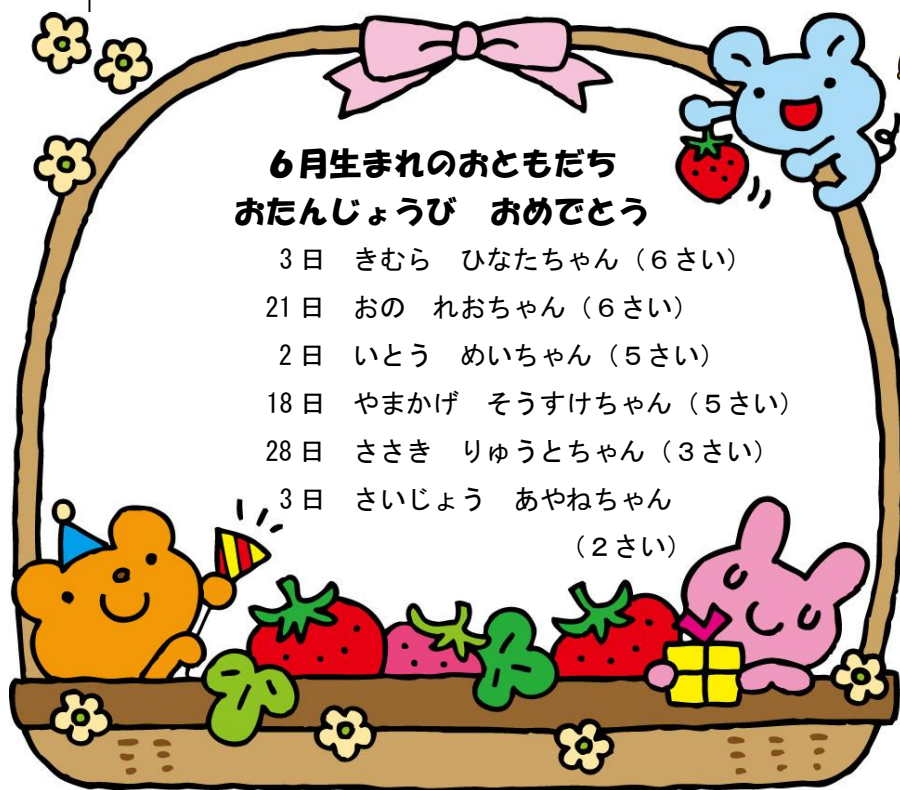 ６月生まれのおともだち
おたんじょうび　おめでとう
3日　きむら　ひなたちゃん（６さい）
21日　おの　れおちゃん（６さい）
2日　いとう　めいちゃん（５さい）
18日　やまかげ　そうすけちゃん（５さい）
28日　ささき　りゅうとちゃん（３さい）
3日　さいじょう　あやねちゃん
（２さい）